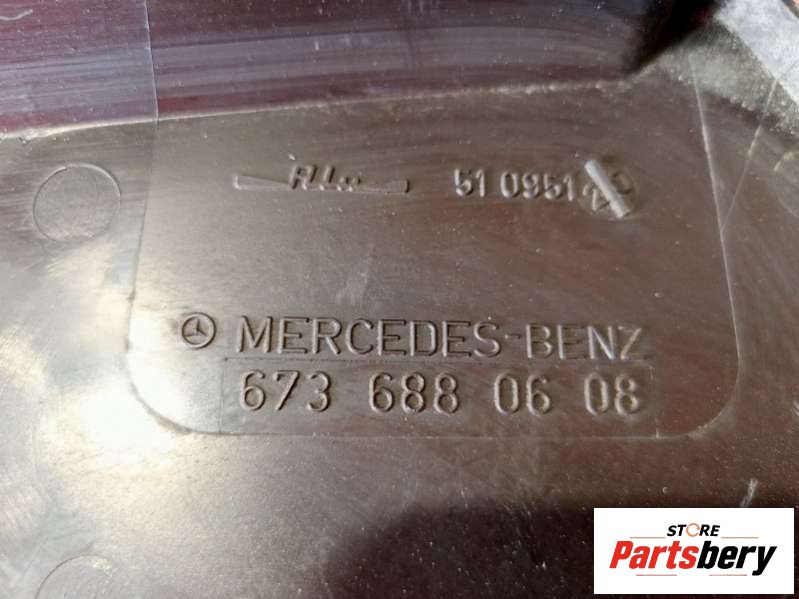 51 0951
MERCEDES-BENZ
673 688 06 08
STORE
Partsbery